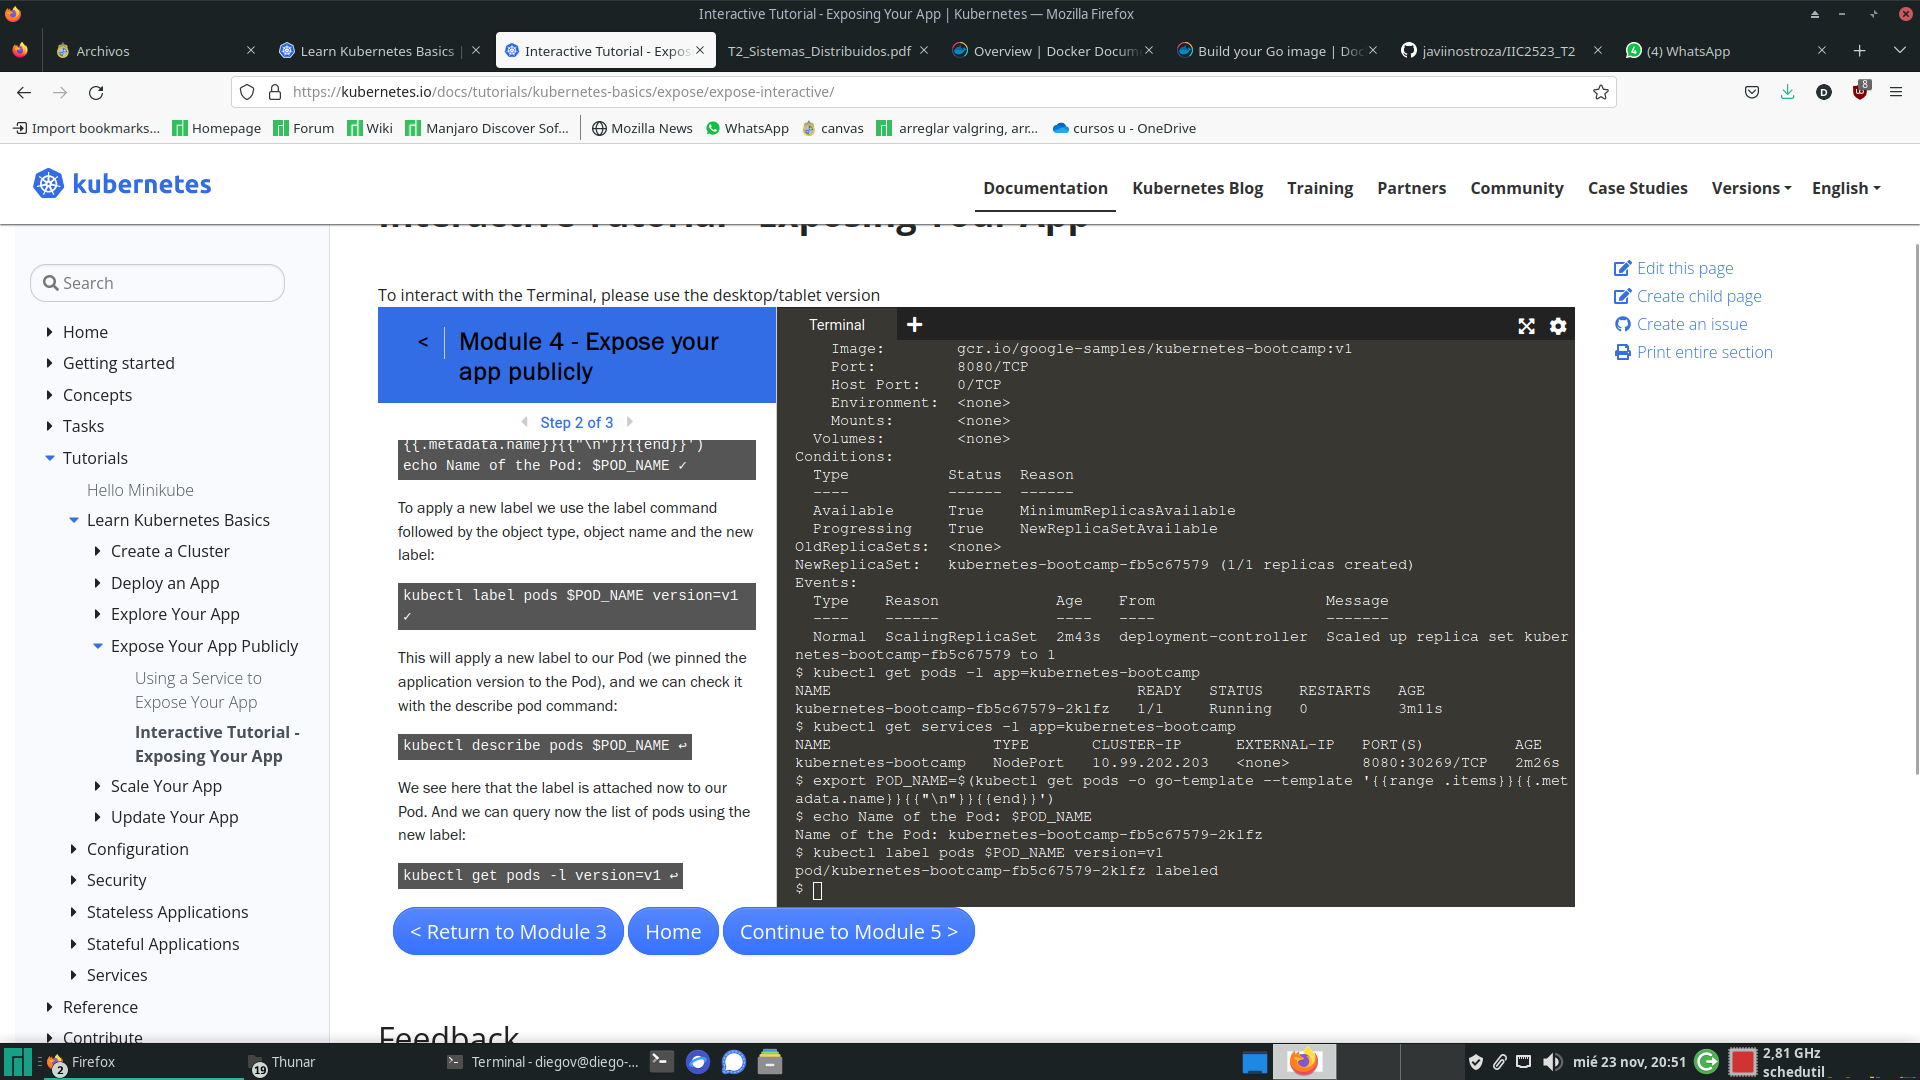 Interactive Tutorial - Exposing Your App | Kubernetes — Mozilla Firefox
Archivos
Learn Kubernetes Basics |
Interactive Tutorial - Expos
T2_Sistemas_Distribuidos.pdf
Overview | Docker Docum
Build your Go image | Doc
javiinostroza/IIC2523_T2
4
(4) WhatsApp
https://kubernetes.io/docs/tutorials/kubernetes-basics/expose/expose-interactive/
D
8
Import bookmarks...
Homepage
Forum
Wiki
Manjaro Discover Sof...
Mozilla News
WhatsApp
canvas
arreglar valgring, arr...
cursos u - OneDrive
kubernetes
Documentation
Kubernetes Blog
Training
Partners
Community
Case Studies
Versions
English
Interactive Tutorial - Exposing Your App
Search
Home
Getting started
Concepts
Tasks
Tutorials
Hello Minikube
Learn Kubernetes Basics
Create a Cluster
Deploy an App
Explore Your App
Expose Your App Publicly
Using a Service to
Expose Your App
Interactive Tutorial -
Exposing Your App
Scale Your App
Update Your App
Configuration
Security
Stateless Applications
Stateful Applications
Services
Reference
Contribute
To interact with the Terminal, please use the desktop/tablet version
< Module 4 - Expose your
app publicly
Step 2 of 3
{{.metadata.name}}{{"\n"}}{{end}}')
echo Name of the Pod: $POD_NAME ✓
To apply a new label we use the label command
followed by the object type, object name and the new
label:
kubectl label pods $POD_NAME version=v1
✓
This will apply a new label to our Pod (we pinned the
application version to the Pod), and we can check it
with the describe pod command:
kubectl describe pods $POD_NAME ↩
We see here that the label is attached now to our
Pod. And we can query now the list of pods using the
new label:
kubectl get pods -l version=v1 ↩
Terminal +
Image: gcr.io/google-samples/kubernetes-bootcamp:v1
Port: 8080/TCP
Host Port: 0/TCP
Environment: <none>
Mounts: <none>
Volumes: <none>
Conditions:
Type Status Reason
---- ------ ------
Available True MinimumReplicasAvailable
Progressing True NewReplicaSetAvailable
OldReplicaSets: <none>
NewReplicaSet: kubernetes-bootcamp-fb5c67579 (1/1 replicas created)
Events:
Type Reason Age From Message
---- ------ ---- ---- -------
Normal ScalingReplicaSet 2m43s deployment-controller Scaled up replica set kuber
netes-bootcamp-fb5c67579 to 1
$ kubectl get pods -l app=kubernetes-bootcamp
NAME READY STATUS RESTARTS AGE
kubernetes-bootcamp-fb5c67579-2klfz 1/1 Running 0 3m11s
$ kubectl get services -l app=kubernetes-bootcamp
NAME TYPE CLUSTER-IP EXTERNAL-IP PORT(S) AGE
kubernetes-bootcamp NodePort 10.99.202.203 <none> 8080:30269/TCP 2m26s
$ export POD_NAME=$(kubectl get pods -o go-template --template '{{range .items}}{{.met
adata.name}}{{"\n"}}{{end}}')
$ echo Name of the Pod: $POD_NAME
Name of the Pod: kubernetes-bootcamp-fb5c67579-2klfz
$ kubectl label pods $POD_NAME version=v1
pod/kubernetes-bootcamp-fb5c67579-2klfz labeled
$
< Return to Module 3
Home
Continue to Module 5 >
Feedback
Edit this page
Create child page
Create an issue
Print entire section
2
Firefox
19
Thunar
Terminal - diegov@diego-...
mié 23 nov, 20:51
2,81 GHz
schedutil